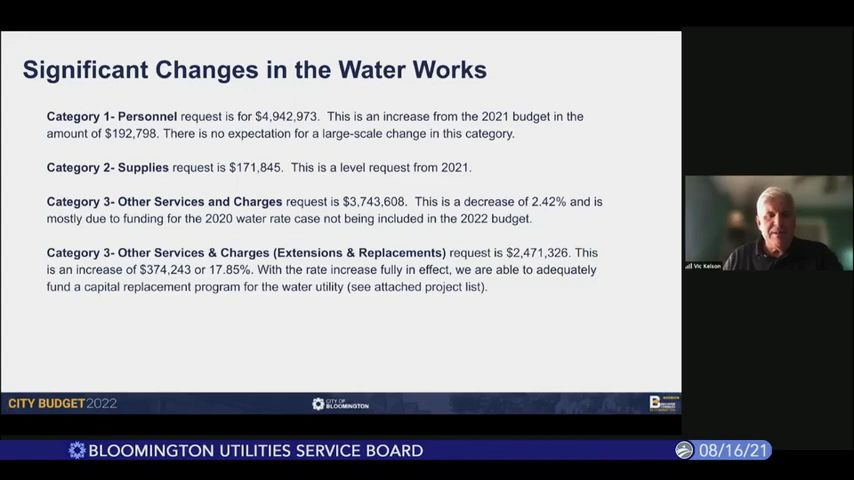 Significant Changes in the Water Works
Category 1- Personnel request is for $4,942,973. This is an increase from the 2021 budget in the
amount of $192,798. There is no expectation for a large-scale change in this category.
Category 2- Supplies request is $171,845. This is a level request from 2021.
Category 3- Other Services and Charges request is $3,743,608. This is a decrease of 2.42% and is
mostly due to funding for the 2020 water rate case not being included in the 2022 budget.
Category 3- Other Services & Charges (Extensions & Replacements) request is $2,471,326. This
is an increase of $374,243 or 17.85%. With the rate increase fully in effect, we are able to adequately
fund a capital replacement program for the water utility (see attached project list).
Vic Kelson
CITY BUDGET 2022
CITY OF
BLOOMINGTON
B
BLOOMINGTON UTILITIES SERVICE BOARD
08/16/21